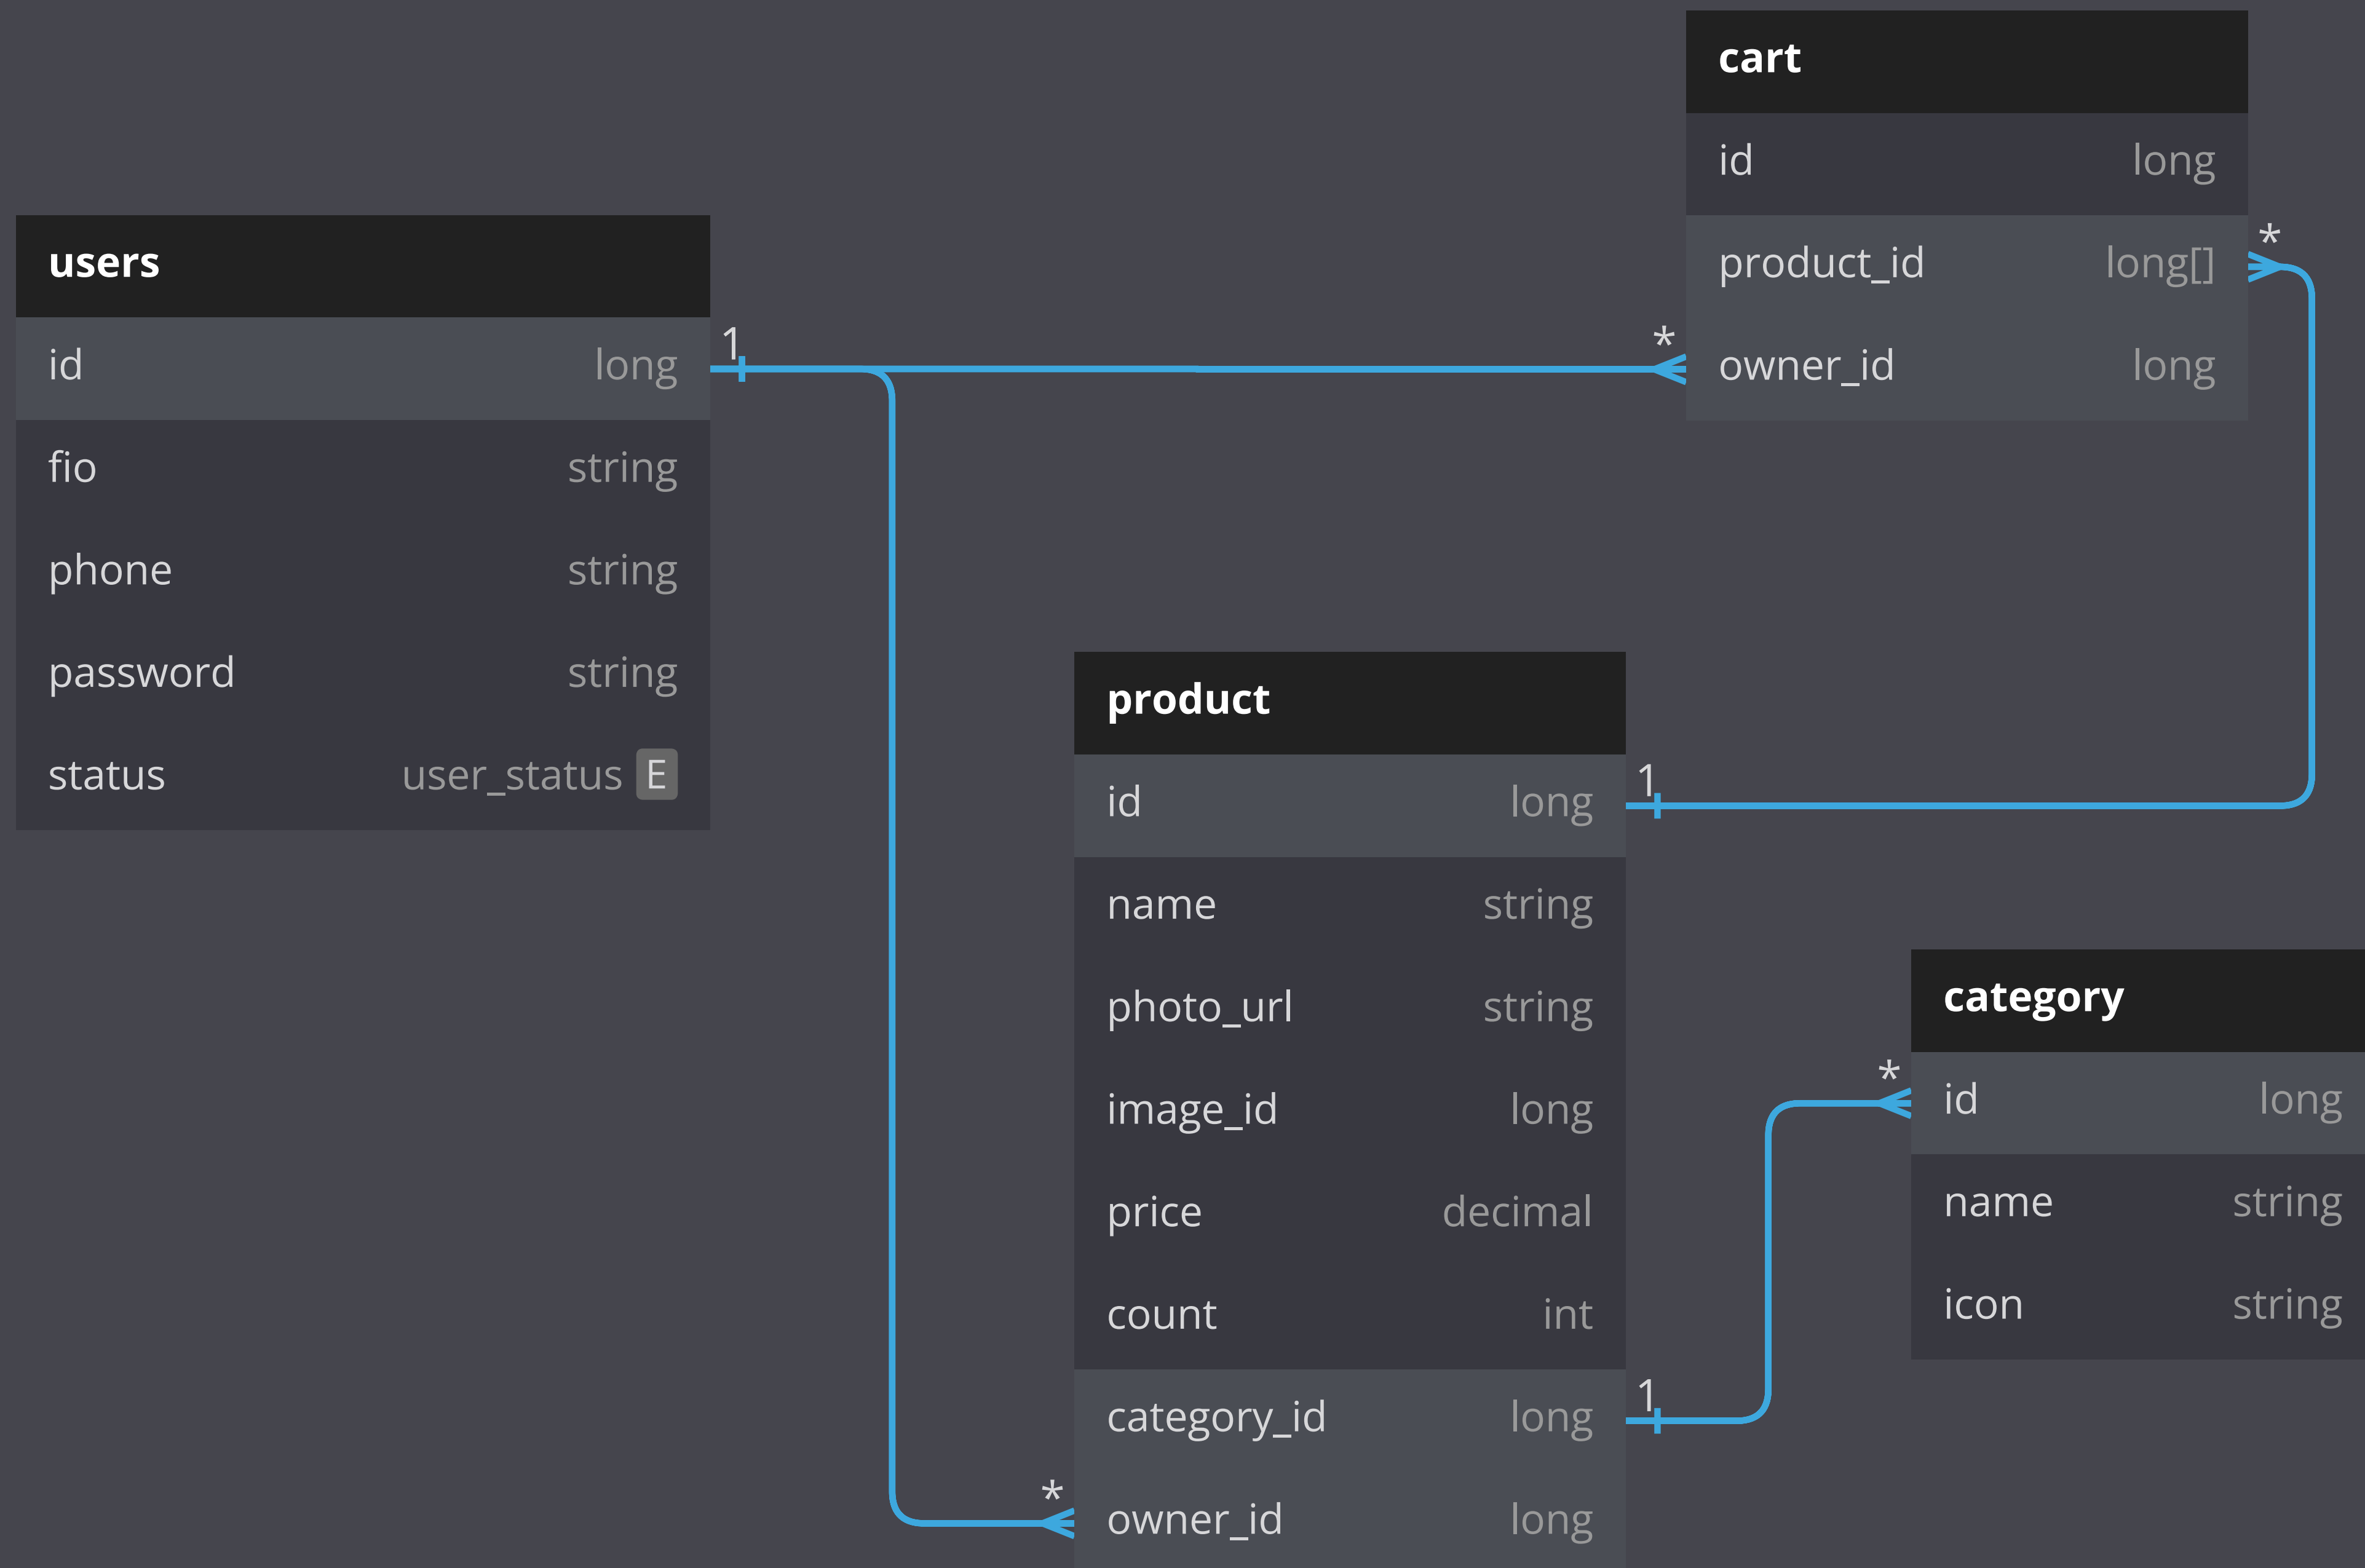 cart
id long
product_id long[]
owner_id long
*
*
users
id long
1
fio string
phone string
password string
status user_status E
product
id long
1
name string
photo_url string
image_id long
price decimal
count int
category_id long
1
owner_id long
*
category
id long
*
name string
icon string